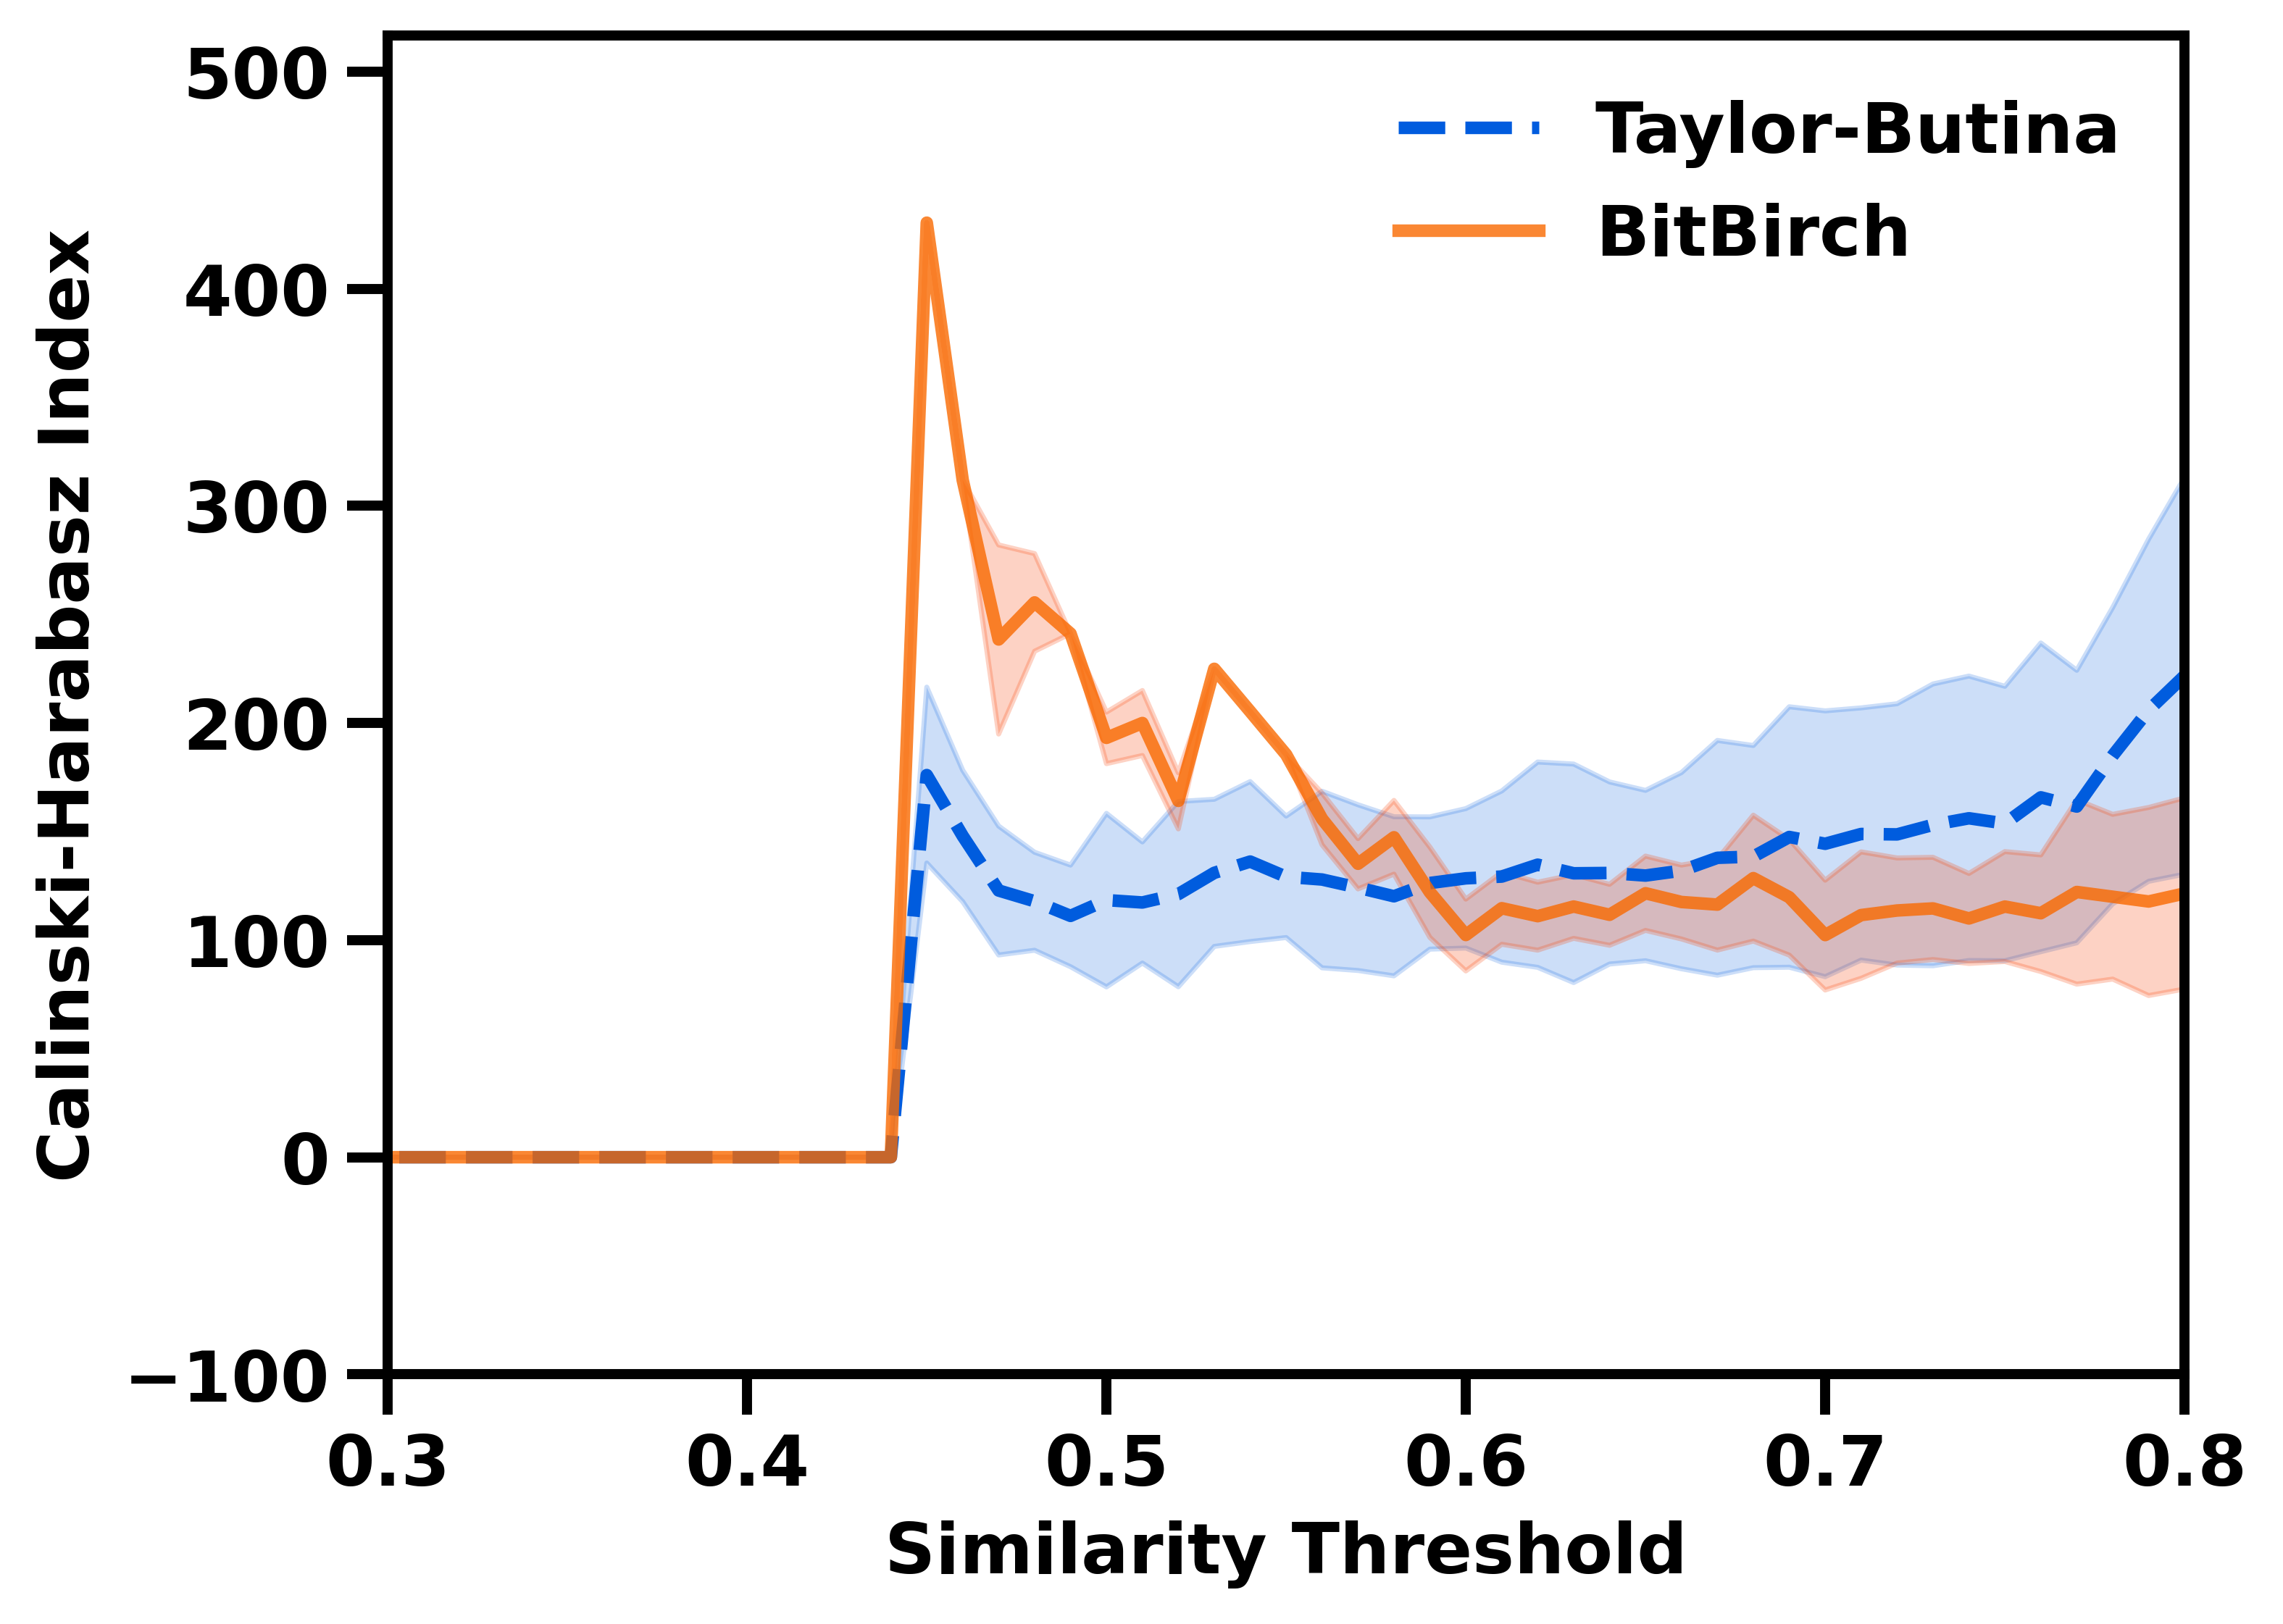 Calinski-Harabasz Index
500
400
300
200
100
0
−100
Taylor-Butina
BitBirch
0.3 0.4 0.5 0.6 0.7 0.8
Similarity Threshold